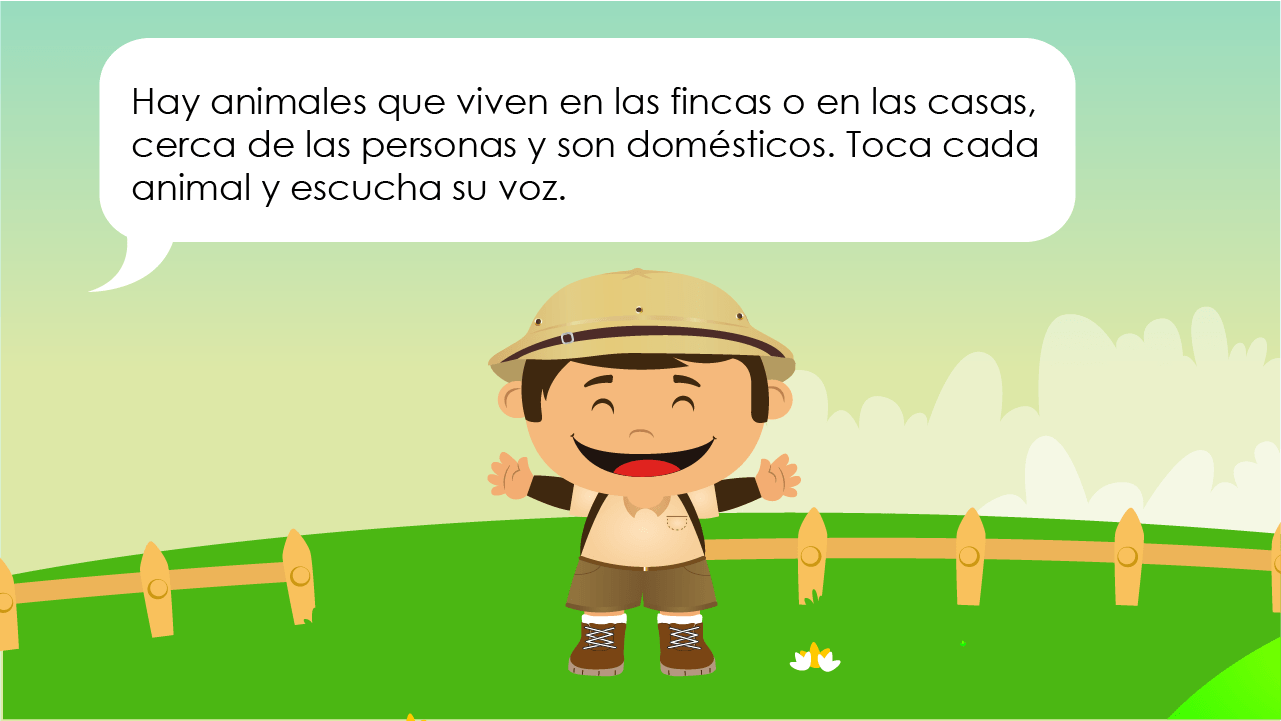 Hay animales que viven en las fincas o en las casas,
cerca de las personas y son domésticos. Toca cada
animal y escucha su voz.